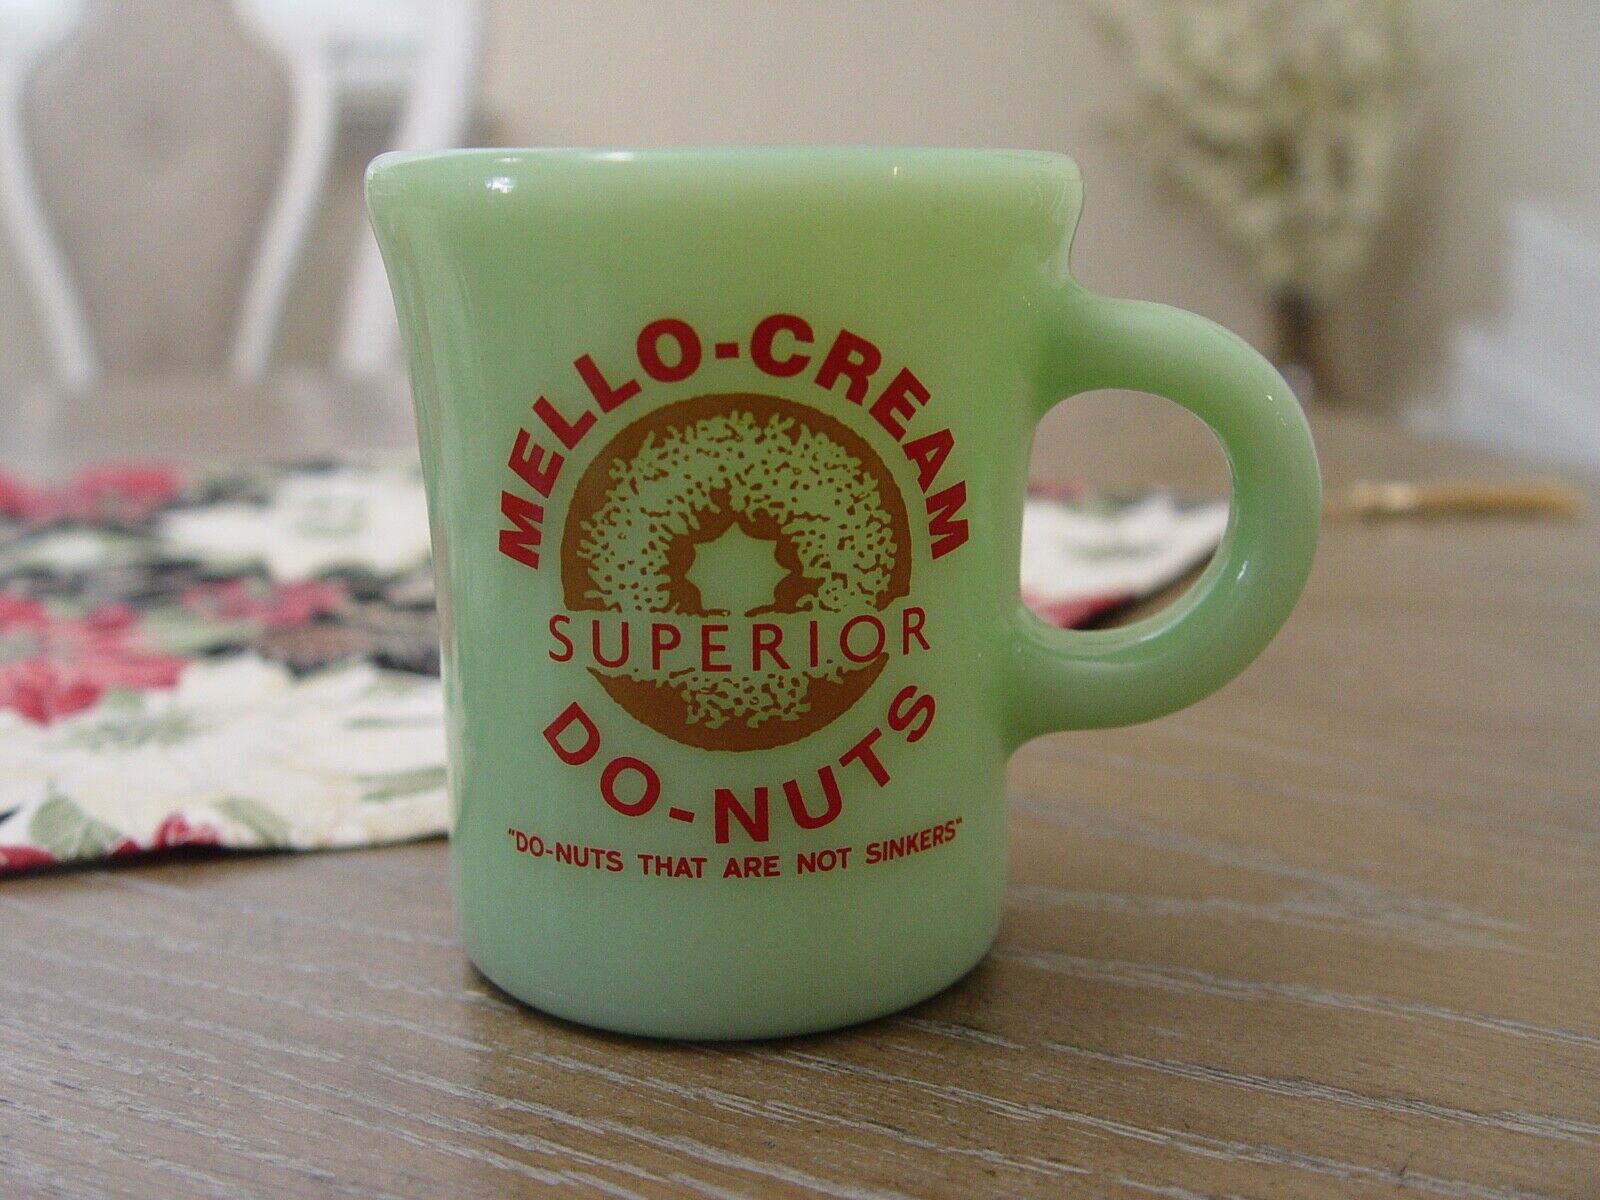 MELLO-CREAM
SUPERIOR
DO-NUTS
"DO-NUTS THAT ARE NOT SINKERS"